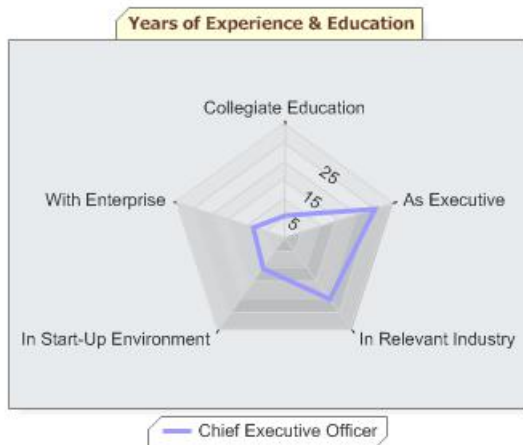 Years of Experience & Education
Collegiate Education
25
With Enterprise
15
As Executive
5
In Start-Up Environment
In Relevant Industry
Chief Executive Officer